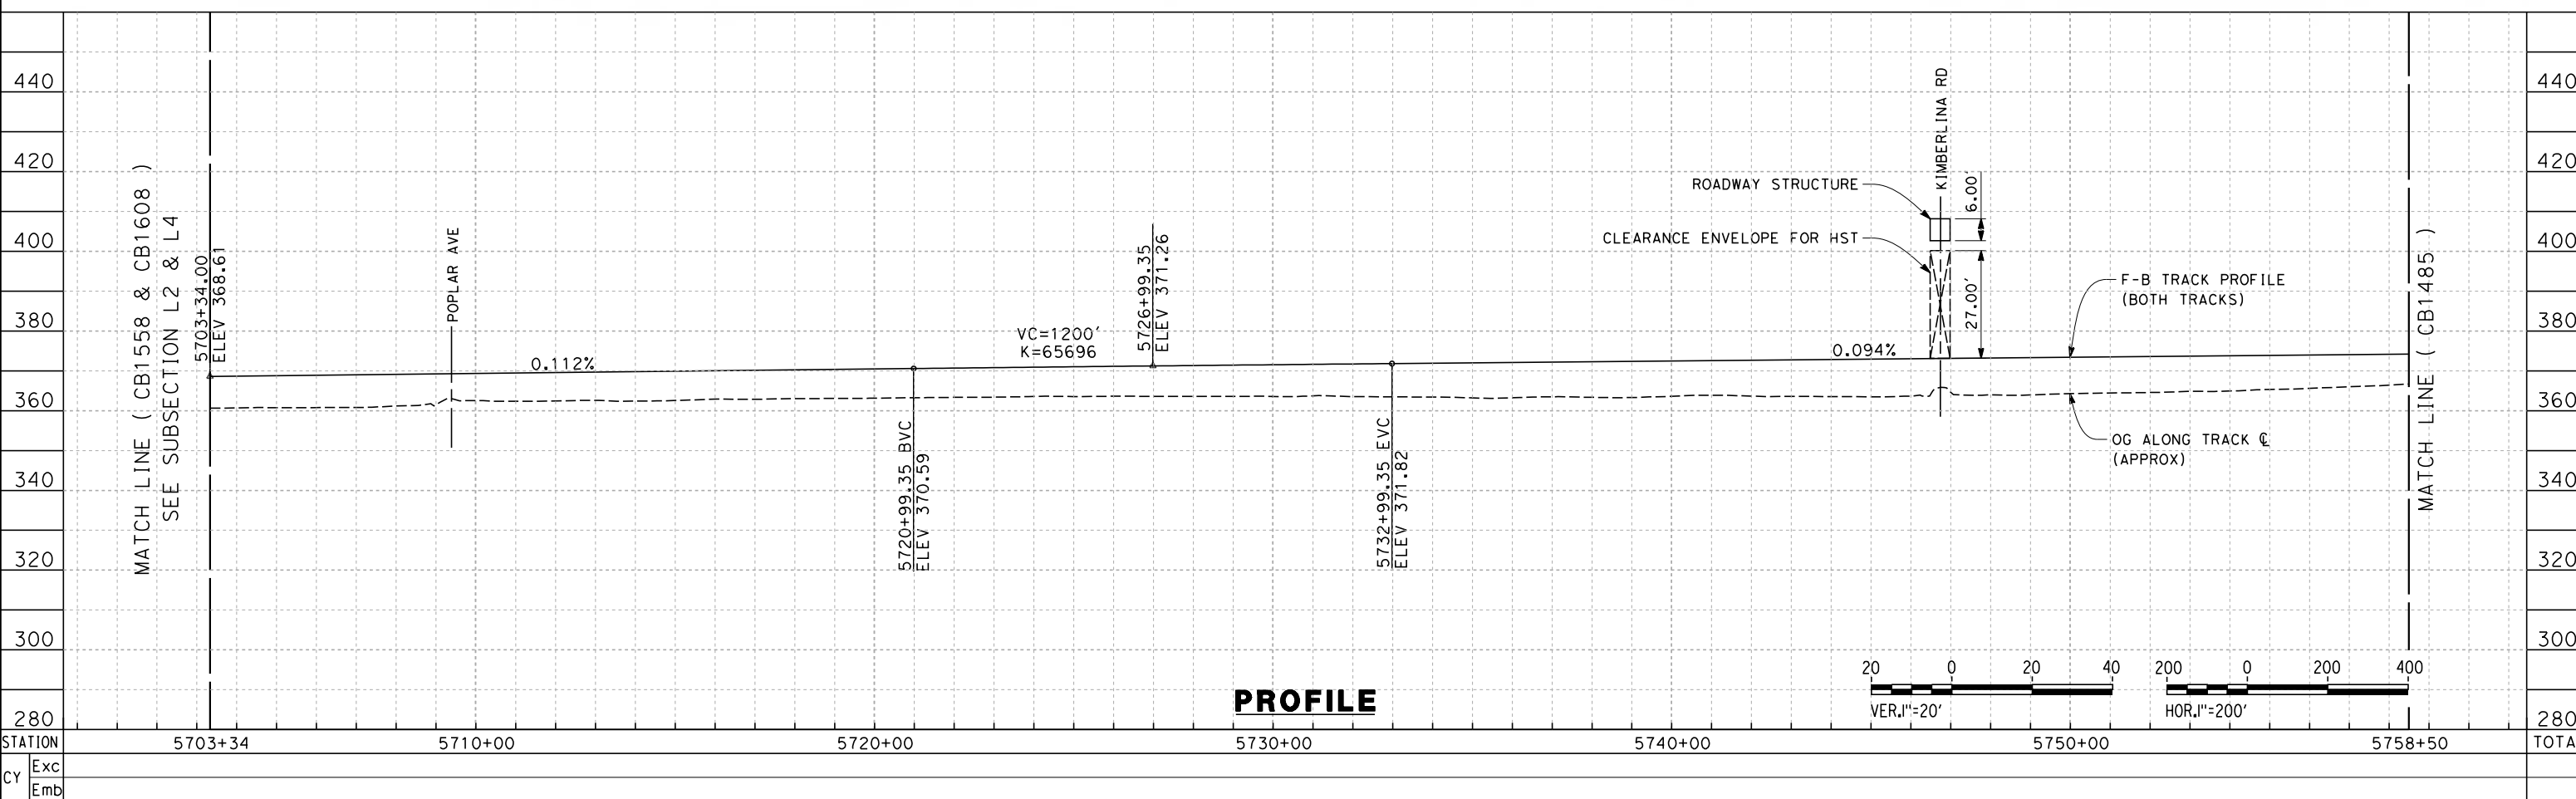 440
420
400
380
360
340
320
300
280
MATCH LINE ( CB1558 & CB1608 )
SEE SUBSECTION L2 & L4
5703+34.00
ELEV 368.61
POPLAR AVE
0.112%
5720+99.35 BVC
ELEV 370.59
VC=1200'
K=65696
5726+99.35
ELEV 371.26
5732+99.35 EVC
ELEV 371.82
ROADWAY STRUCTURE
CLEARANCE ENVELOPE FOR HST
0.094%
KIMBERLINA RD
6.00'
27.00'
F-B TRACK PROFILE
(BOTH TRACKS)
OG ALONG TRACK ℄
(APPROX)
MATCH LINE ( CB1485 )
440
420
400
380
360
340
320
300
280
PROFILE
20 0 20 40
VER.1"=20'
200 0 200 400
HOR.1"=200'
STATION 5703+34 5710+00 5720+00 5730+00 5740+00 5750+00 5758+50 TOTA
CY
Exc
Emb